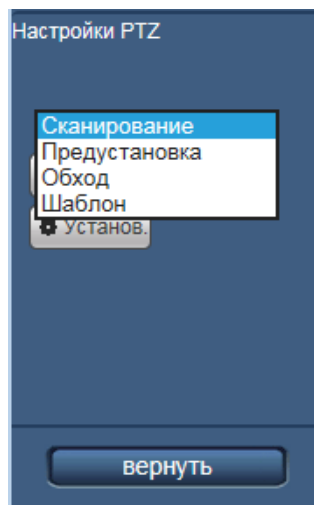 Настройки PTZ
Сканирование
Предустановка
Обход
Шаблон
Установ.
вернуть